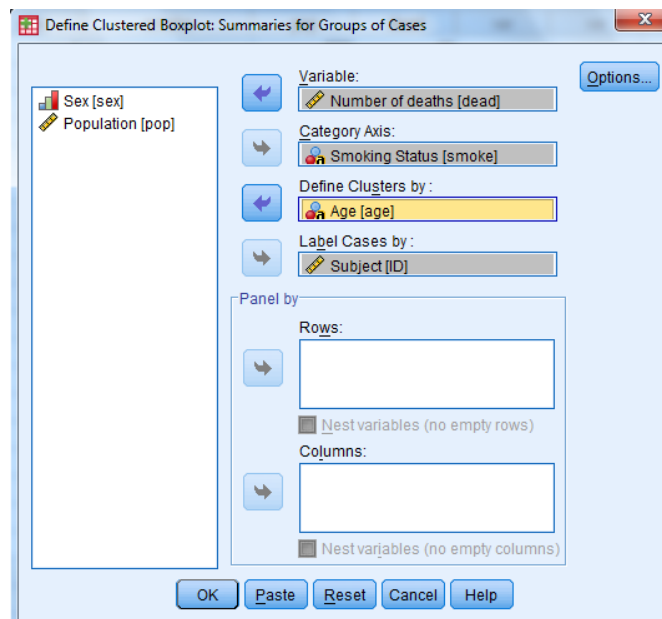 Define Clustered Boxplot: Summaries for Groups of Cases
Sex [sex]
Population [pop]
Variable:
Number of deaths [dead]
Category Axis:
Smoking Status [smoke]
Define Clusters by :
Age [age]
Label Cases by :
Subject [ID]
Options...
Panel by
Rows:
Nest variables (no empty rows)
Columns:
Nest variables (no empty columns)
OK Paste Reset Cancel Help